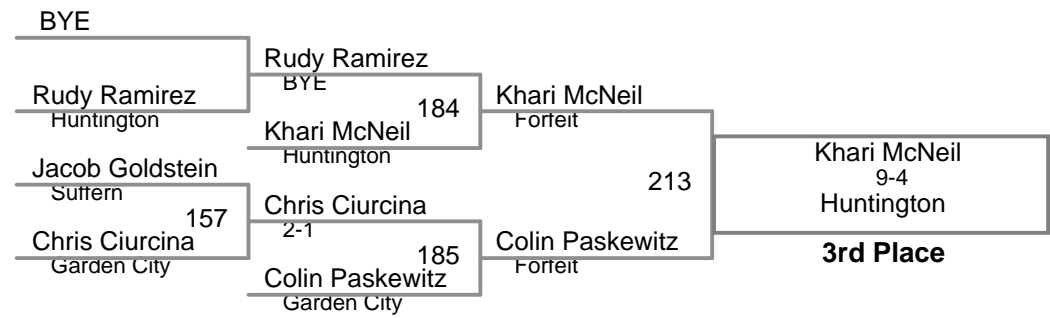 BYE
Rudy Ramirez
BYE
Rudy Ramirez
Huntington
184
Khari McNeil
Forfeit
Khari McNeil
Huntington
Khari McNeil
9-4
Huntington
3rd Place
213
Jacob Goldstein
Suffern
157
Chris Ciurcina
2-1
Chris Ciurcina
Garden City
185
Colin Paskewitz
Forfeit
Colin Paskewitz
Garden City